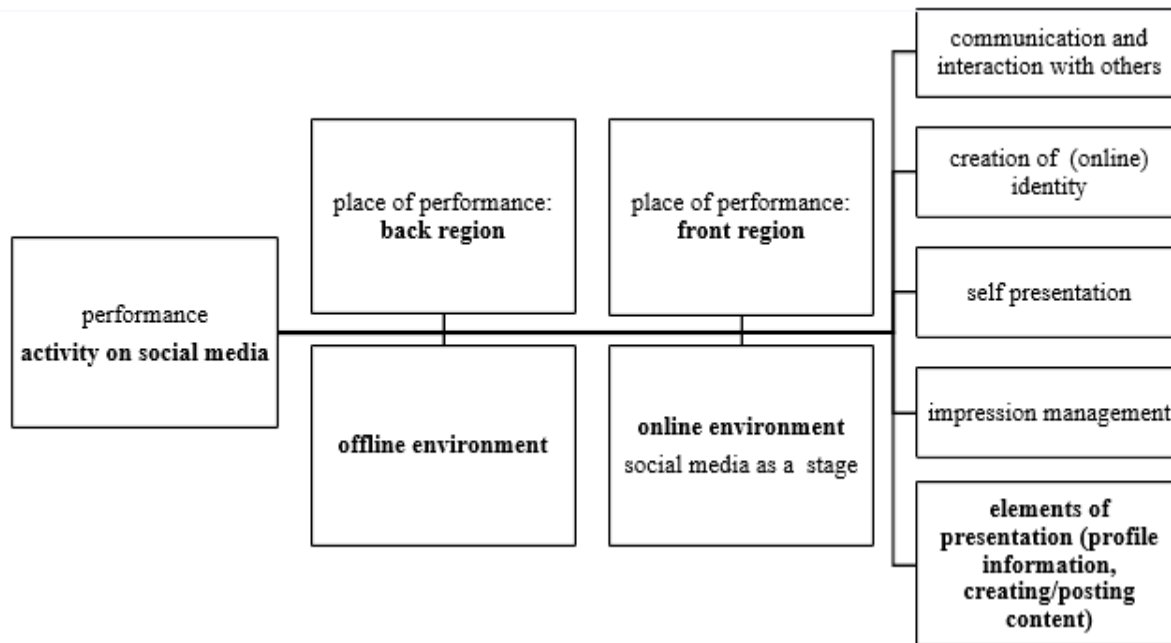 performance
activity on social media
place of performance:
back region
offline environment
place of performance:
front region
online environment
social media as a stage
communication and
interaction with others
creation of (online)
identity
self presentation
impression management
elements of
presentation (profile
information,
creating/posting
content)